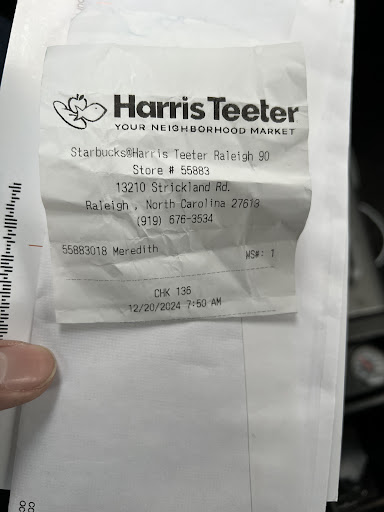 Harris Teeter
YOUR NEIGHBORHOOD MARKET
Starbucks@Harris Teeter Raleigh 90
Store # 55883
13210 Strickland Rd.
Raleigh , North Carolina 27613
(919) 676-3534
55883018 Meredith WS#: 1
CHK 136
12/20/2024 7:50 AM